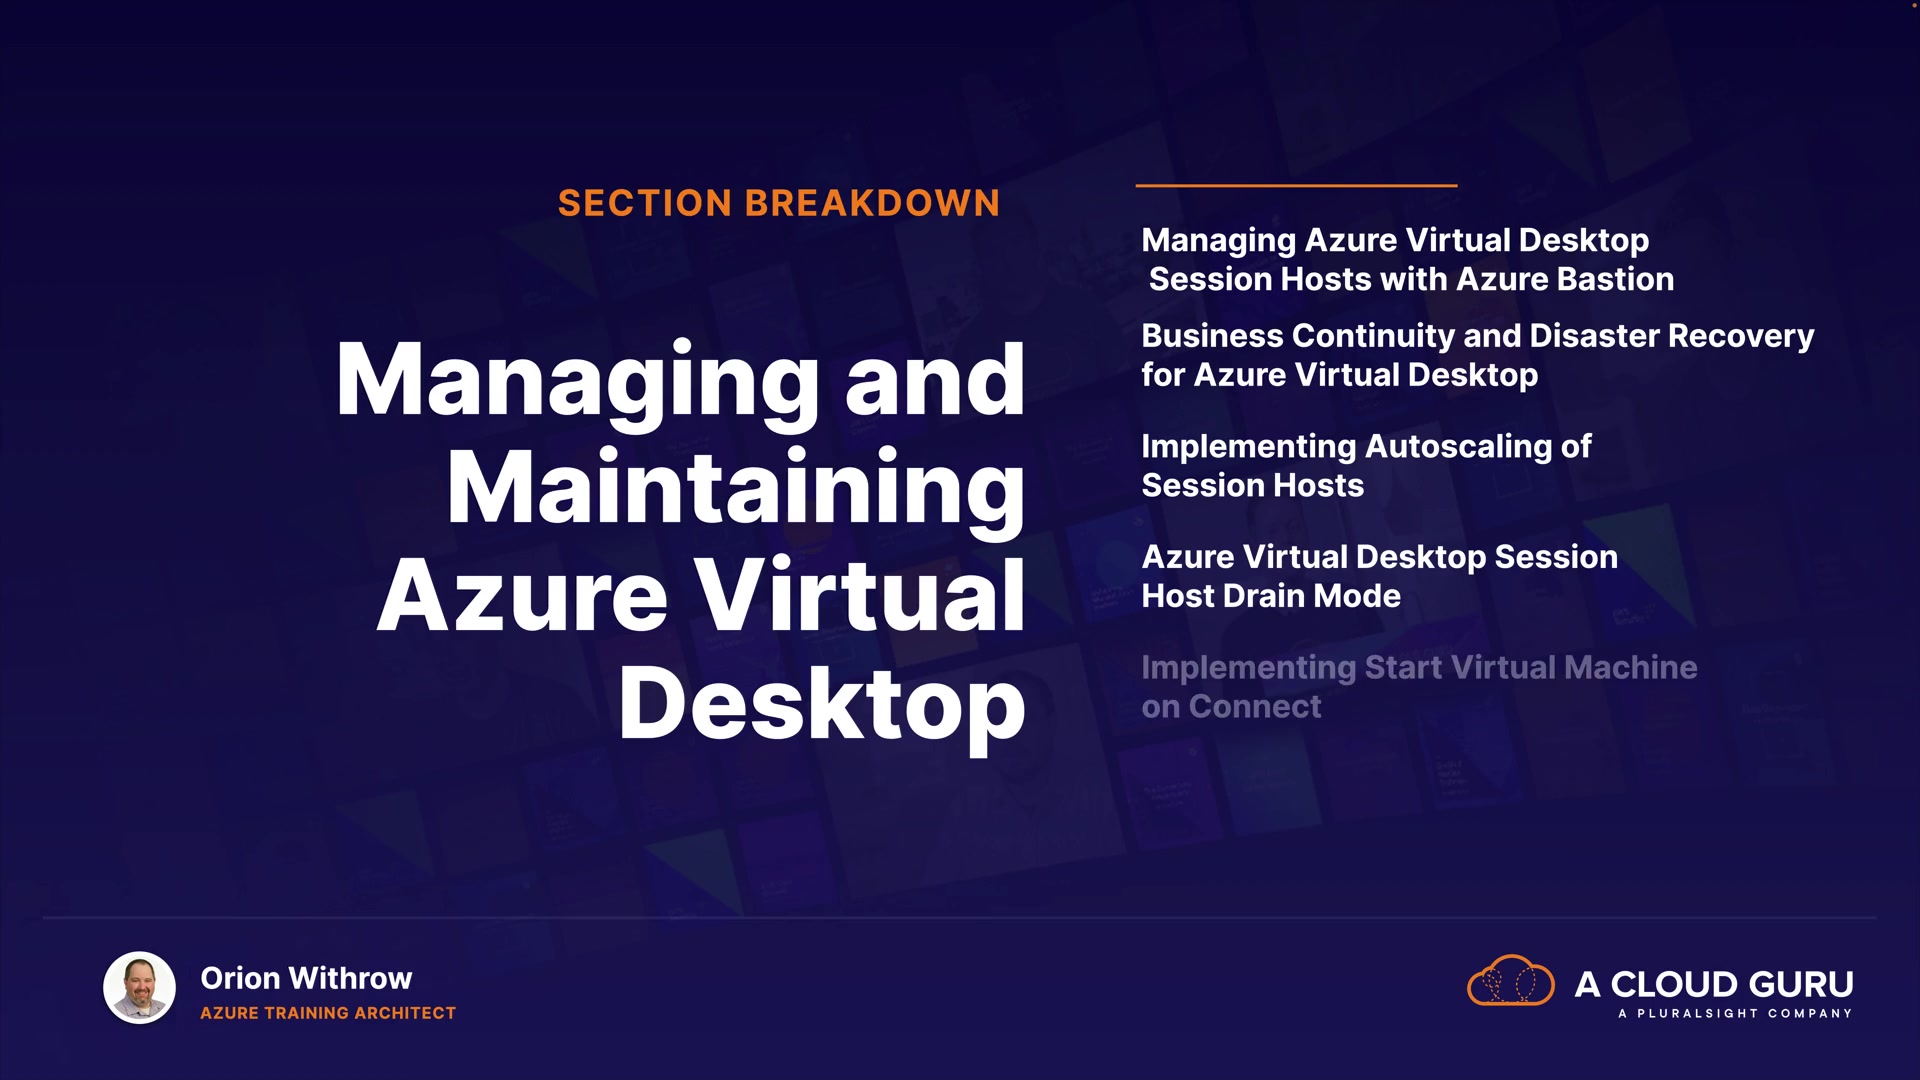 SECTION BREAKDOWN
Managing and
Maintaining
Azure Virtual
Desktop
Managing Azure Virtual Desktop
Session Hosts with Azure Bastion
Business Continuity and Disaster Recovery
for Azure Virtual Desktop
Implementing Autoscaling of
Session Hosts
Azure Virtual Desktop Session
Host Drain Mode
Implementing Start Virtual Machine
on Connect
Orion Withrow
AZURE TRAINING ARCHITECT
A CLOUD GURU
A PLURALSIGHT COMPANY